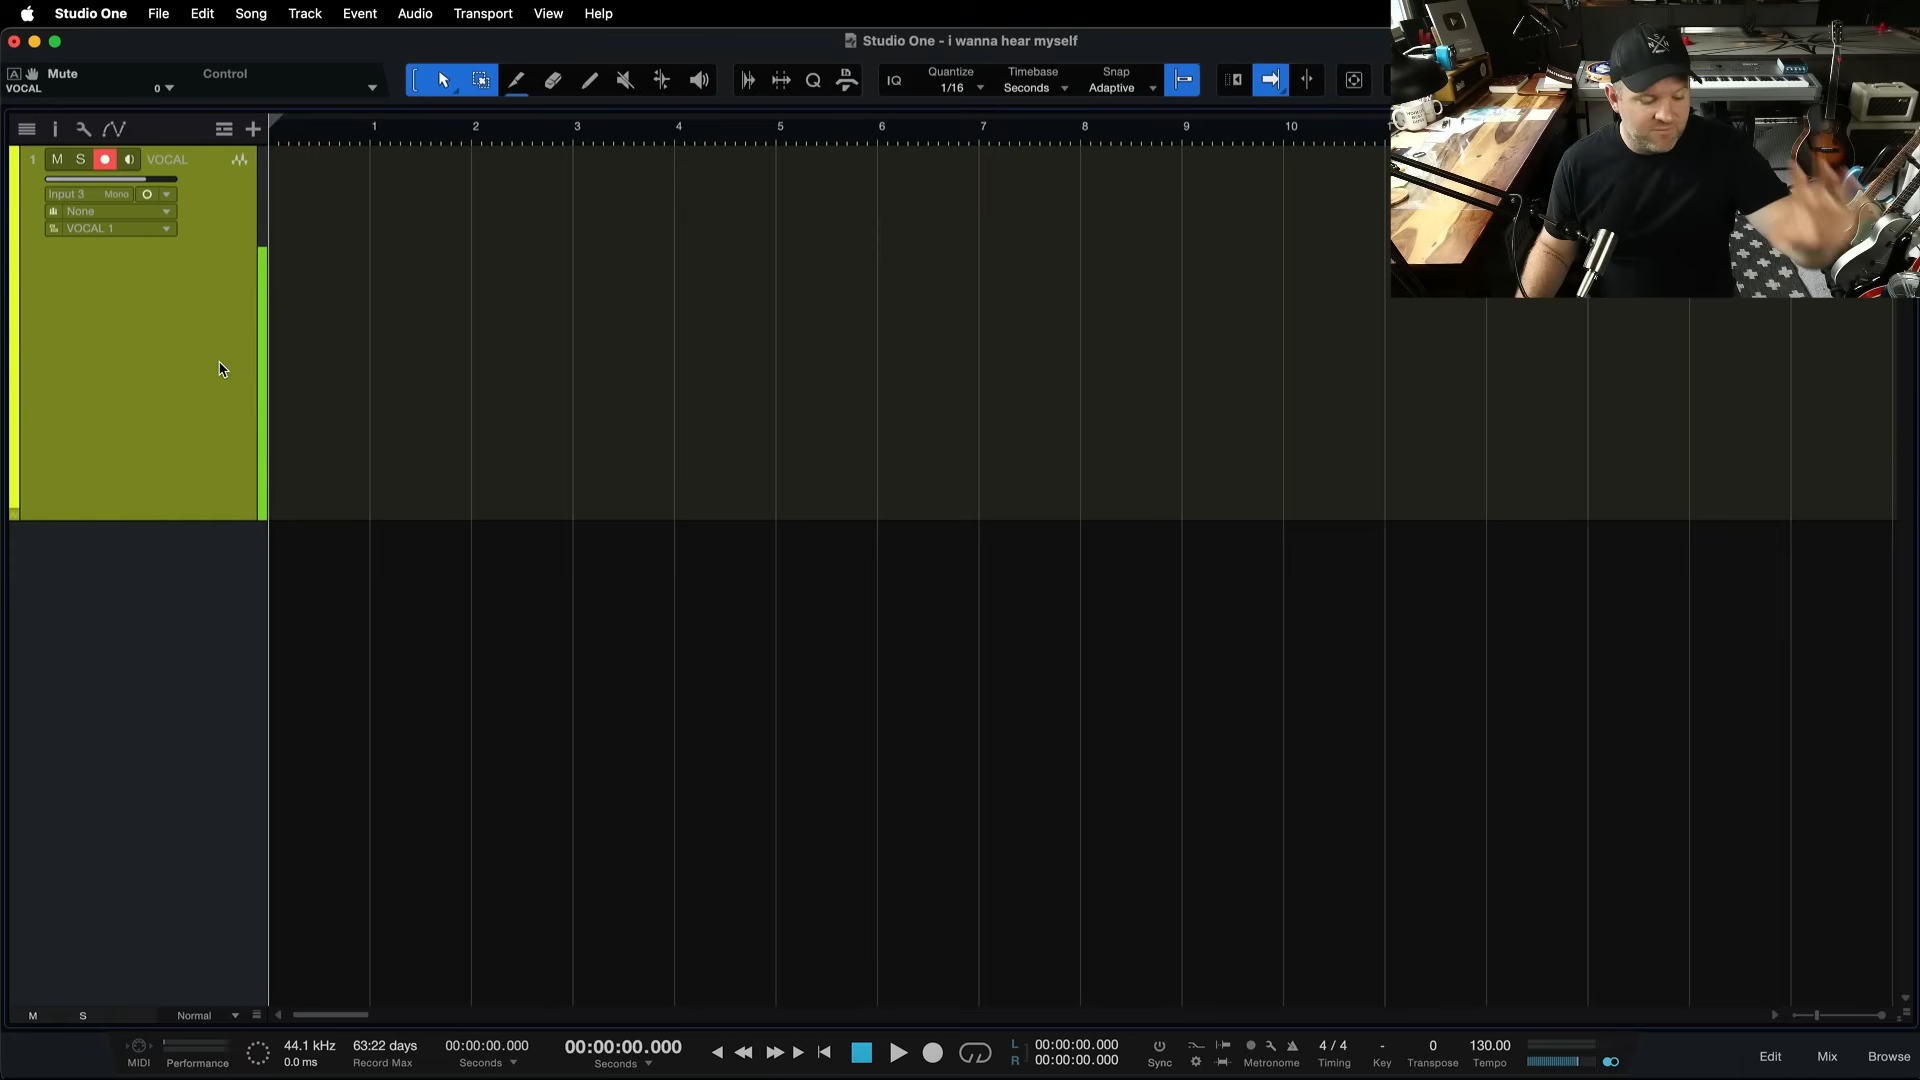 Studio One File Edit Song Track Event Audio Transport View Help
Studio One - i wanna hear myself
A Mute Control
VOCAL 0
IQ Quantize 1/16 Timebase Seconds Snap Adaptive
1 2 3 4 5 6 7 8 9 10
1 M S VOCAL
Input 3 Mono
None
VOCAL 1
M S Normal
MIDI Performance
44.1 kHz
0.0 ms
63:22 days
Record Max
00:00:00.000
Seconds
00:00:00.000
Seconds
L 00:00:00.000
R 00:00:00.000
Sync Metronome
4 / 4
Timing
-
Key
0
Transpose
130.00
Tempo
Edit Mix Browse